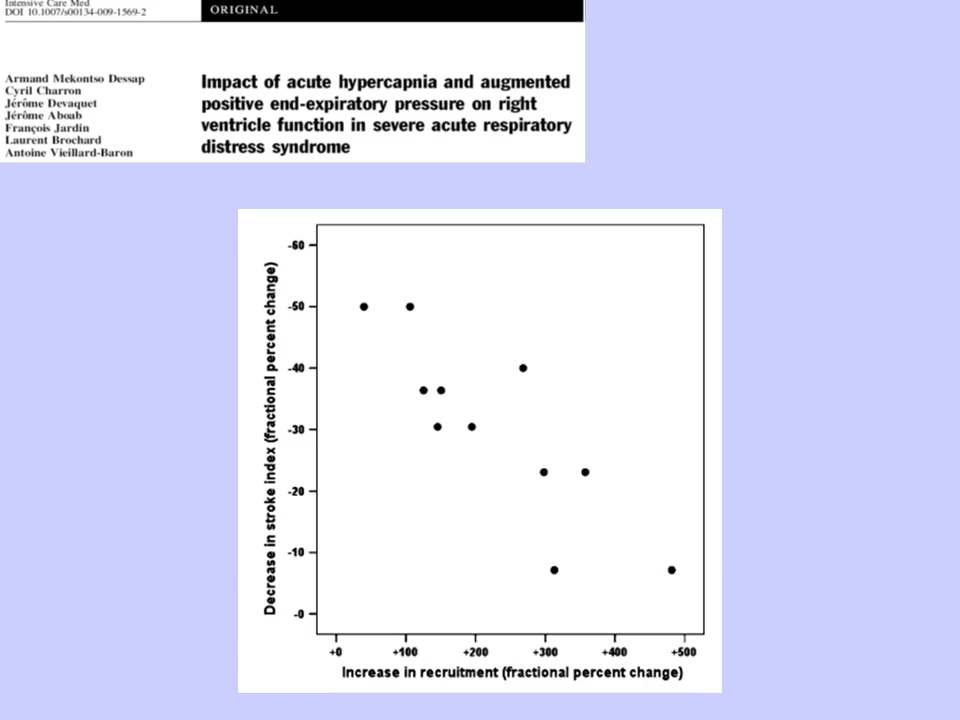 Intensive Care Med
DOI 10.1007/s00134-009-1569-2
ORIGINAL
Armand Mekontso Dessap
Cyril Charron
Jérôme Devaquet
Jérôme Aboab
François Jardin
Laurent Brochard
Antoine Vieillard-Baron
Impact of acute hypercapnia and augmented
positive end-expiratory pressure on right
ventricle function in severe acute respiratory
distress syndrome
Decrease in stroke index (fractional percent change)
-60
-50
-40
-30
-20
-10
-0
+0 +100 +200 +300 +400 +500
Increase in recruitment (fractional percent change)